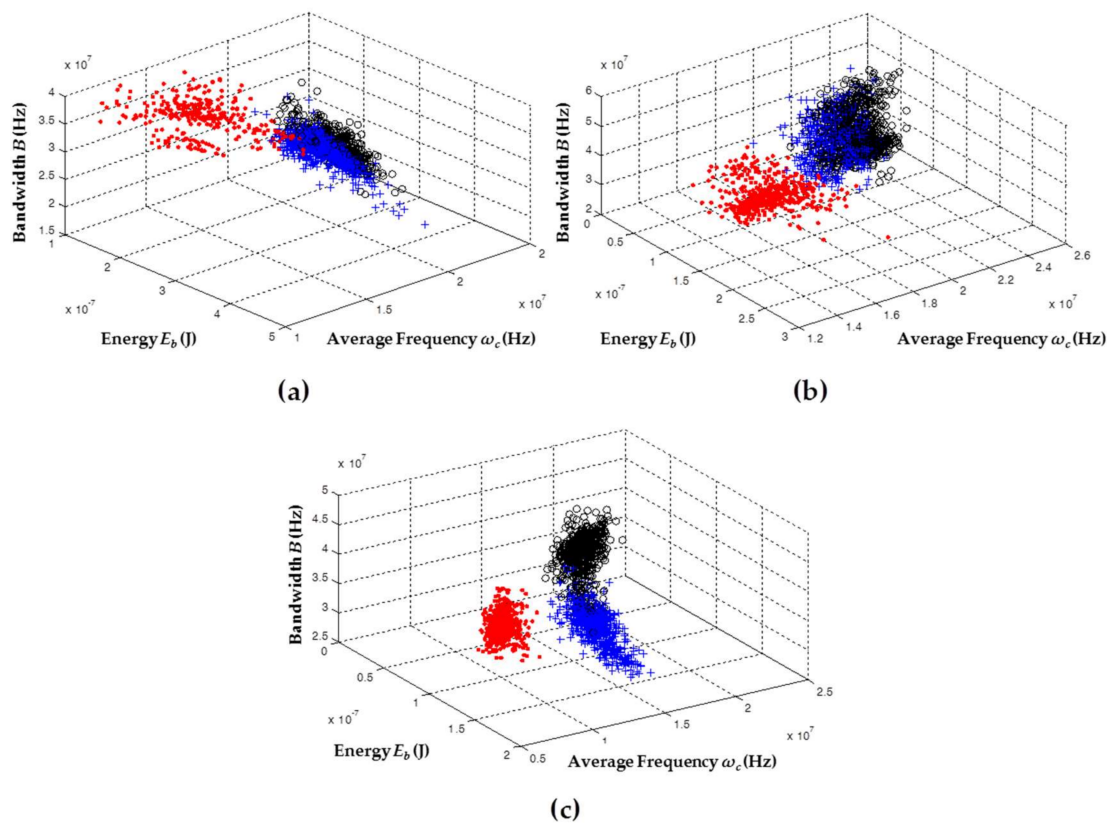 x 10^7
4
3.5
3
2.5
2
1.5
1
2
3
4
5
x 10^-7
1
1.5
2
2
x 10^7
Bandwidth B (Hz)
Energy E_b (J)
Average Frequency ω_c (Hz)
(a)
x 10^7
6
5
4
3
2
0
0.5
1
1.5
2
2.5
3
x 10^-7
1.2
1.4
1.6
1.8
2
2.2
2.4
2.6
x 10^7
Bandwidth B (Hz)
Energy E_b (J)
Average Frequency ω_c (Hz)
(b)
x 10^7
5
4.5
4
3.5
3
2.5
0
0.5
1
1.5
2
x 10^-7
0.5
1
1.5
2
2.5
x 10^7
Bandwidth B (Hz)
Energy E_b (J)
Average Frequency ω_c (Hz)
(c)